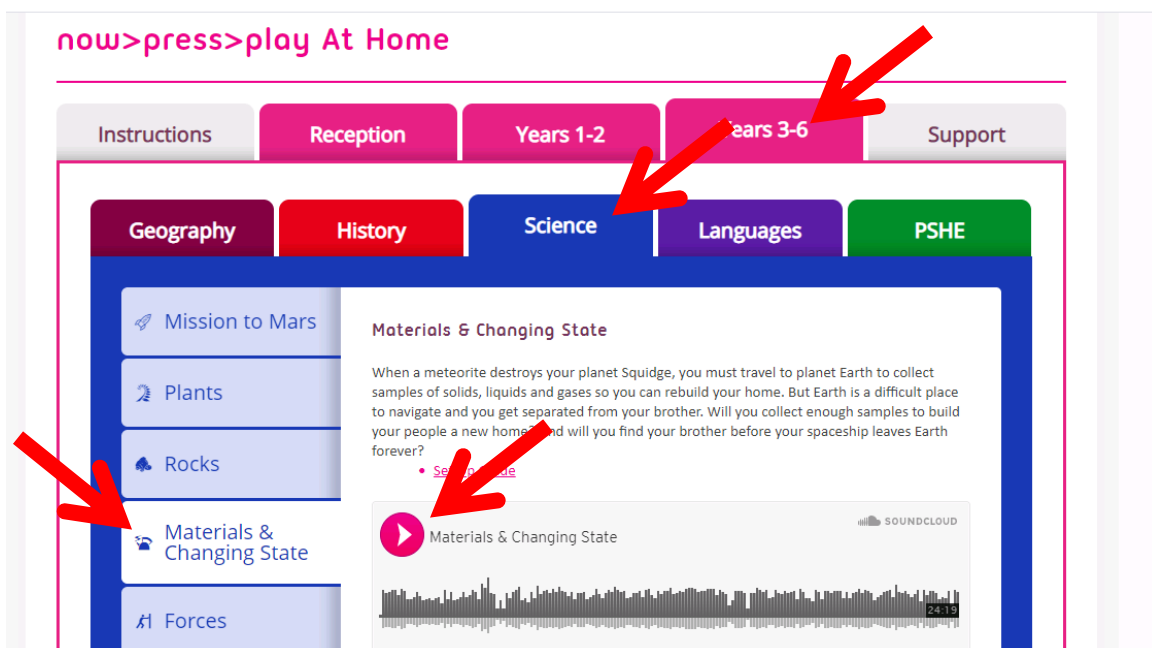 now>press>play At Home
Instructions
Reception
Years 1-2
Years 3-6
Support
Geography
History
Science
Languages
PSHE
Mission to Mars
Plants
Rocks
Materials &
Changing State
Forces
Materials & Changing State
When a meteorite destroys your planet Squidge, you must travel to planet Earth to collect
samples of solids, liquids and gases so you can rebuild your home. But Earth is a difficult place
to navigate and you get separated from your brother. Will you collect enough samples to build
your people a new home? And will you find your brother before your spaceship leaves Earth
forever?
Set Up Guide
SOUNDCLOUD
Materials & Changing State
24:19